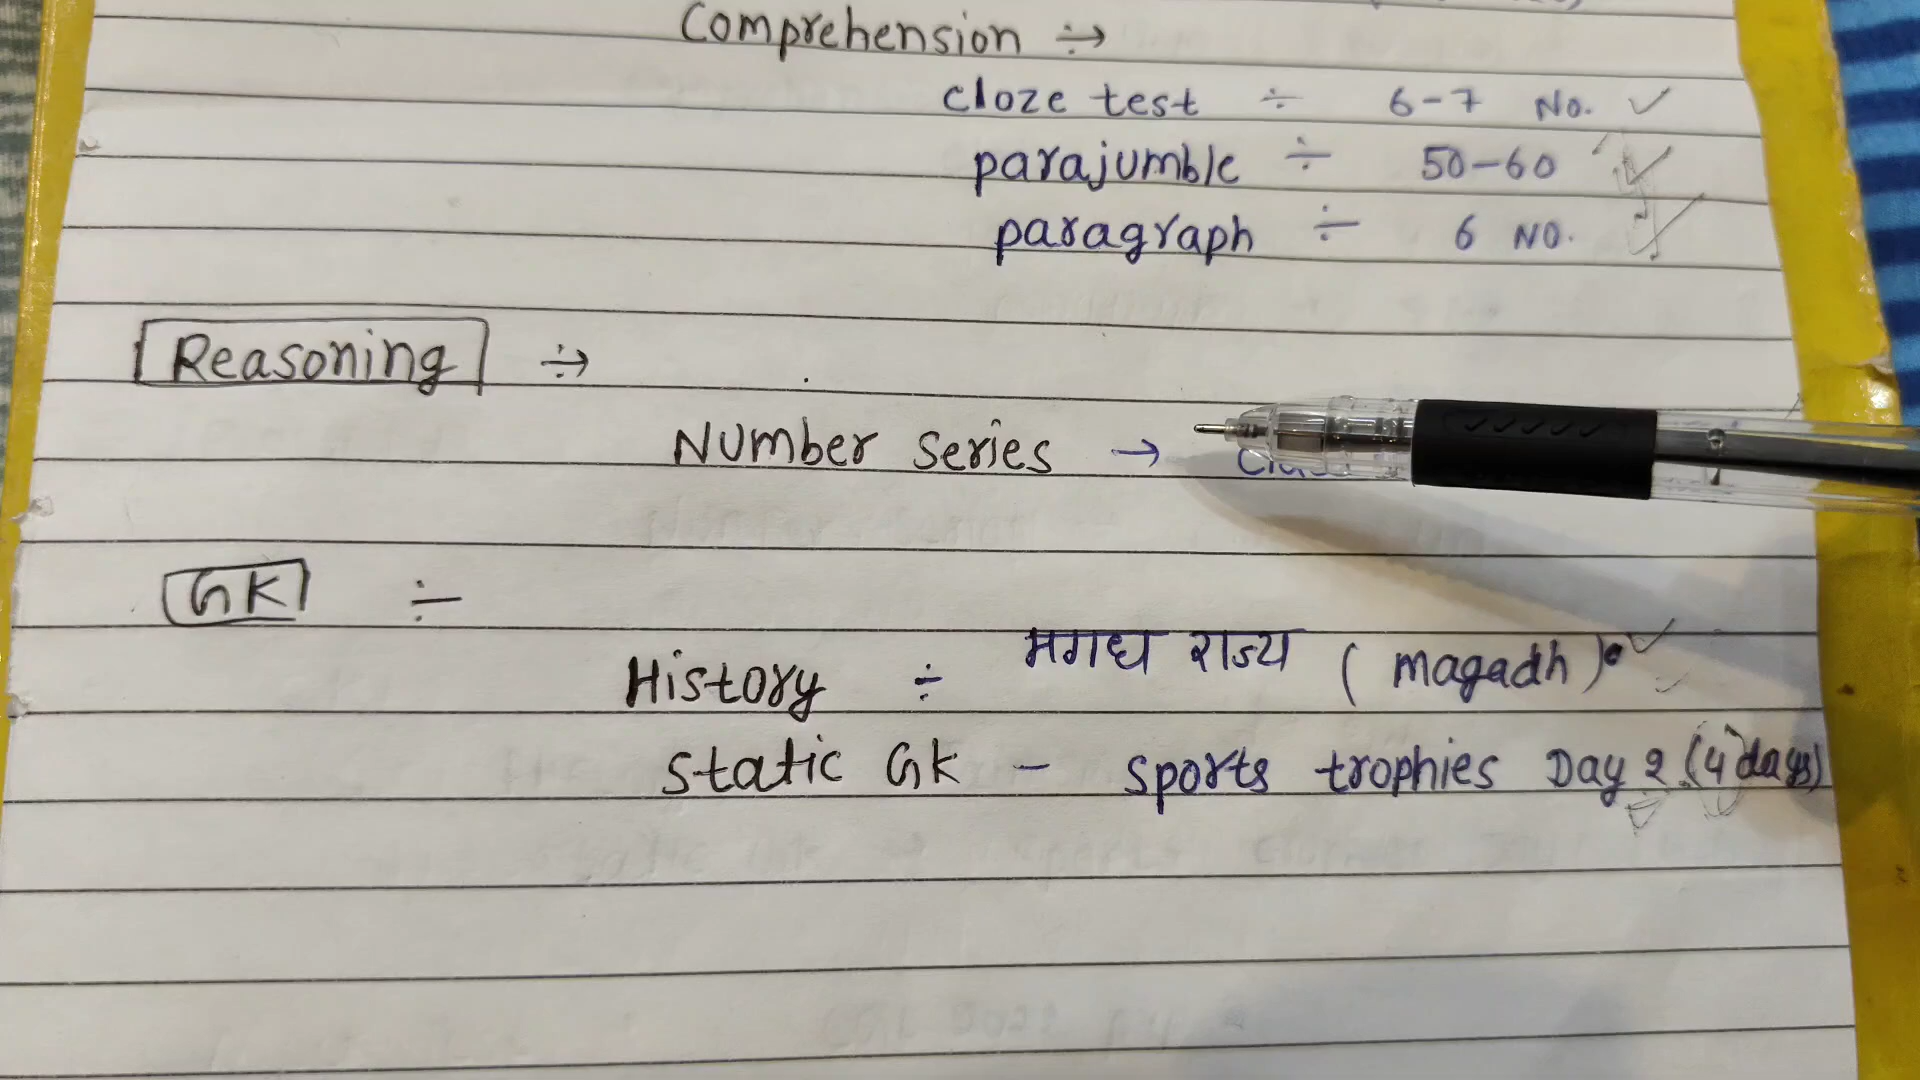 Comprehension ÷→
cloze test ÷ 6-7 No. ✓
parajumble ÷ 50-60 ✓
paragraph ÷ 6 NO. ✓
Reasoning ÷→
Number series →
GK ÷
History ÷ मगध राज्य (magadh) ✓
Static GK - sports trophies Day 2 (4 days)